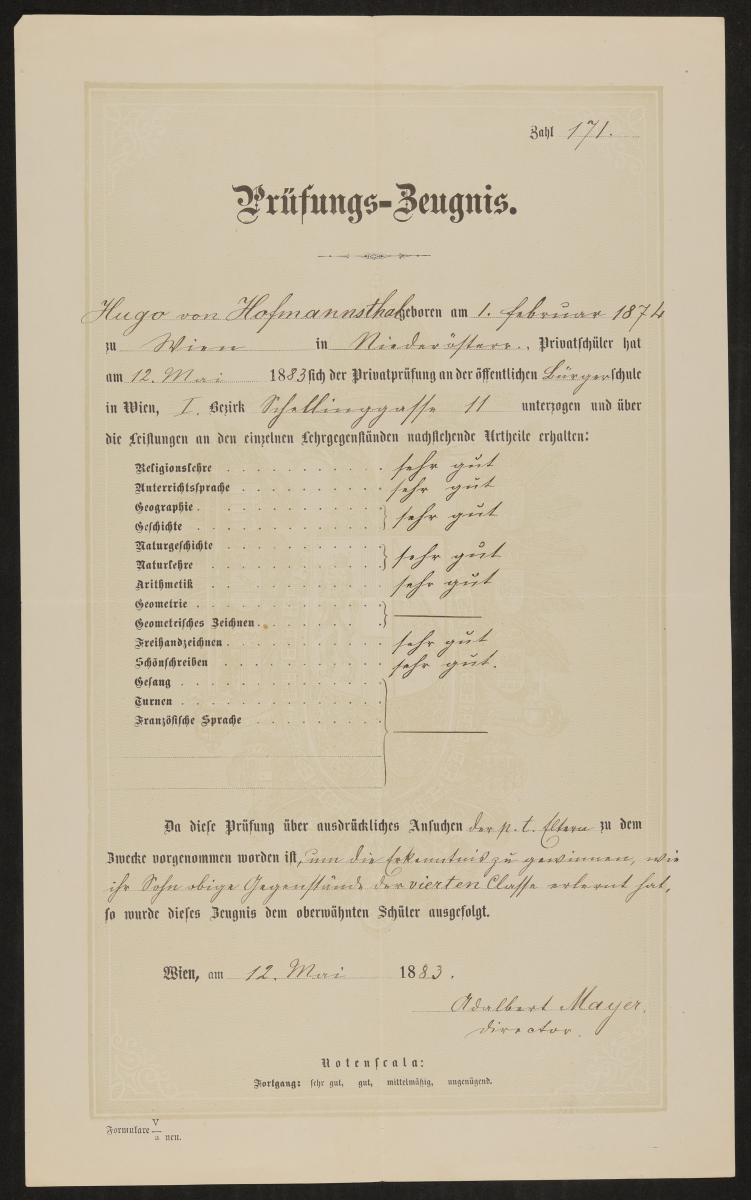 Zahl 171.
Prüfungs-Zeugnis.
Hugo von Hofmannsthal geboren am 1. Februar 1874
zu Wien in Niederösterr. Privatschüler hat
am 12. Mai 1883 sich der Privatprüfung an der öffentlichen Bürgerschule
in Wien, I. Bezirk Schellinggasse 11 unterzogen und über
die Leistungen an den einzelnen Lehrgegenständen nachstehende Urtheile erhalten:
Religionslehre sehr gut
Unterrichtssprache sehr gut
Geographie
Geschichte sehr gut
Naturgeschichte
Naturlehre sehr gut
Arithmetik sehr gut
Geometrie
Geometrisches Zeichnen
Freihandzeichnen sehr gut
Schönschreiben sehr gut.
Gesang
Turnen
Französische Sprache
Da diese Prüfung über ausdrückliches Ansuchen der p. t. Eltern zu dem
Zwecke vorgenommen worden ist, um die Erkenntnis zu gewinnen, wie
ihr Sohn obige Gegenstände der vierten Classe erlernt hat,
so wurde dieses Zeugnis dem oberwähnten Schüler ausgefolgt.
Wien, am 12. Mai 1883.
Adalbert Mayer.
Director.
Notenscala:
Fortgang: sehr gut, gut, mittelmäßig, ungenügend.
Formulare V/a neu.